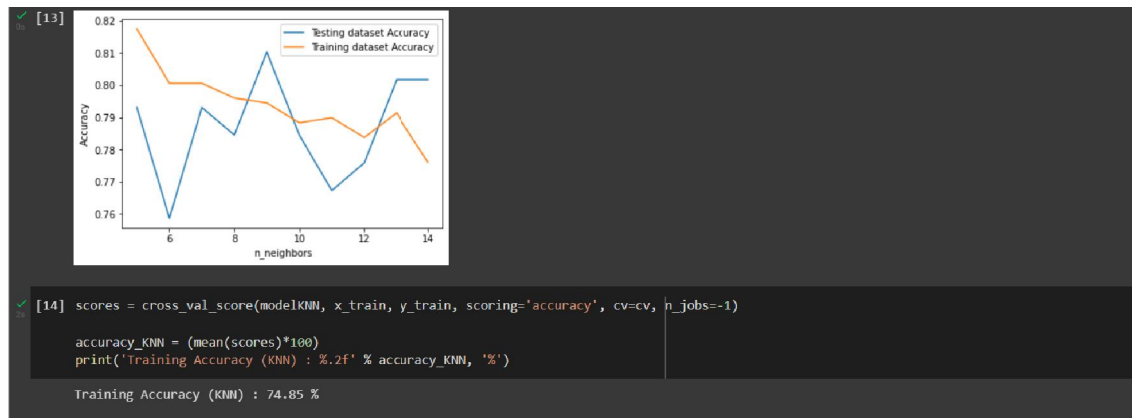 [13]
0s
0.82
0.81
0.80
0.79
0.78
0.77
0.76
Accuracy
Testing dataset Accuracy
Training dataset Accuracy
6 8 10 12 14
n_neighbors
[14] scores = cross_val_score(modelKNN, x_train, y_train, scoring='accuracy', cv=cv, n_jobs=-1)
2s
accuracy_KNN = (mean(scores)*100)
print('Training Accuracy (KNN) : %.2f' % accuracy_KNN, '%')
Training Accuracy (KNN) : 74.85 %